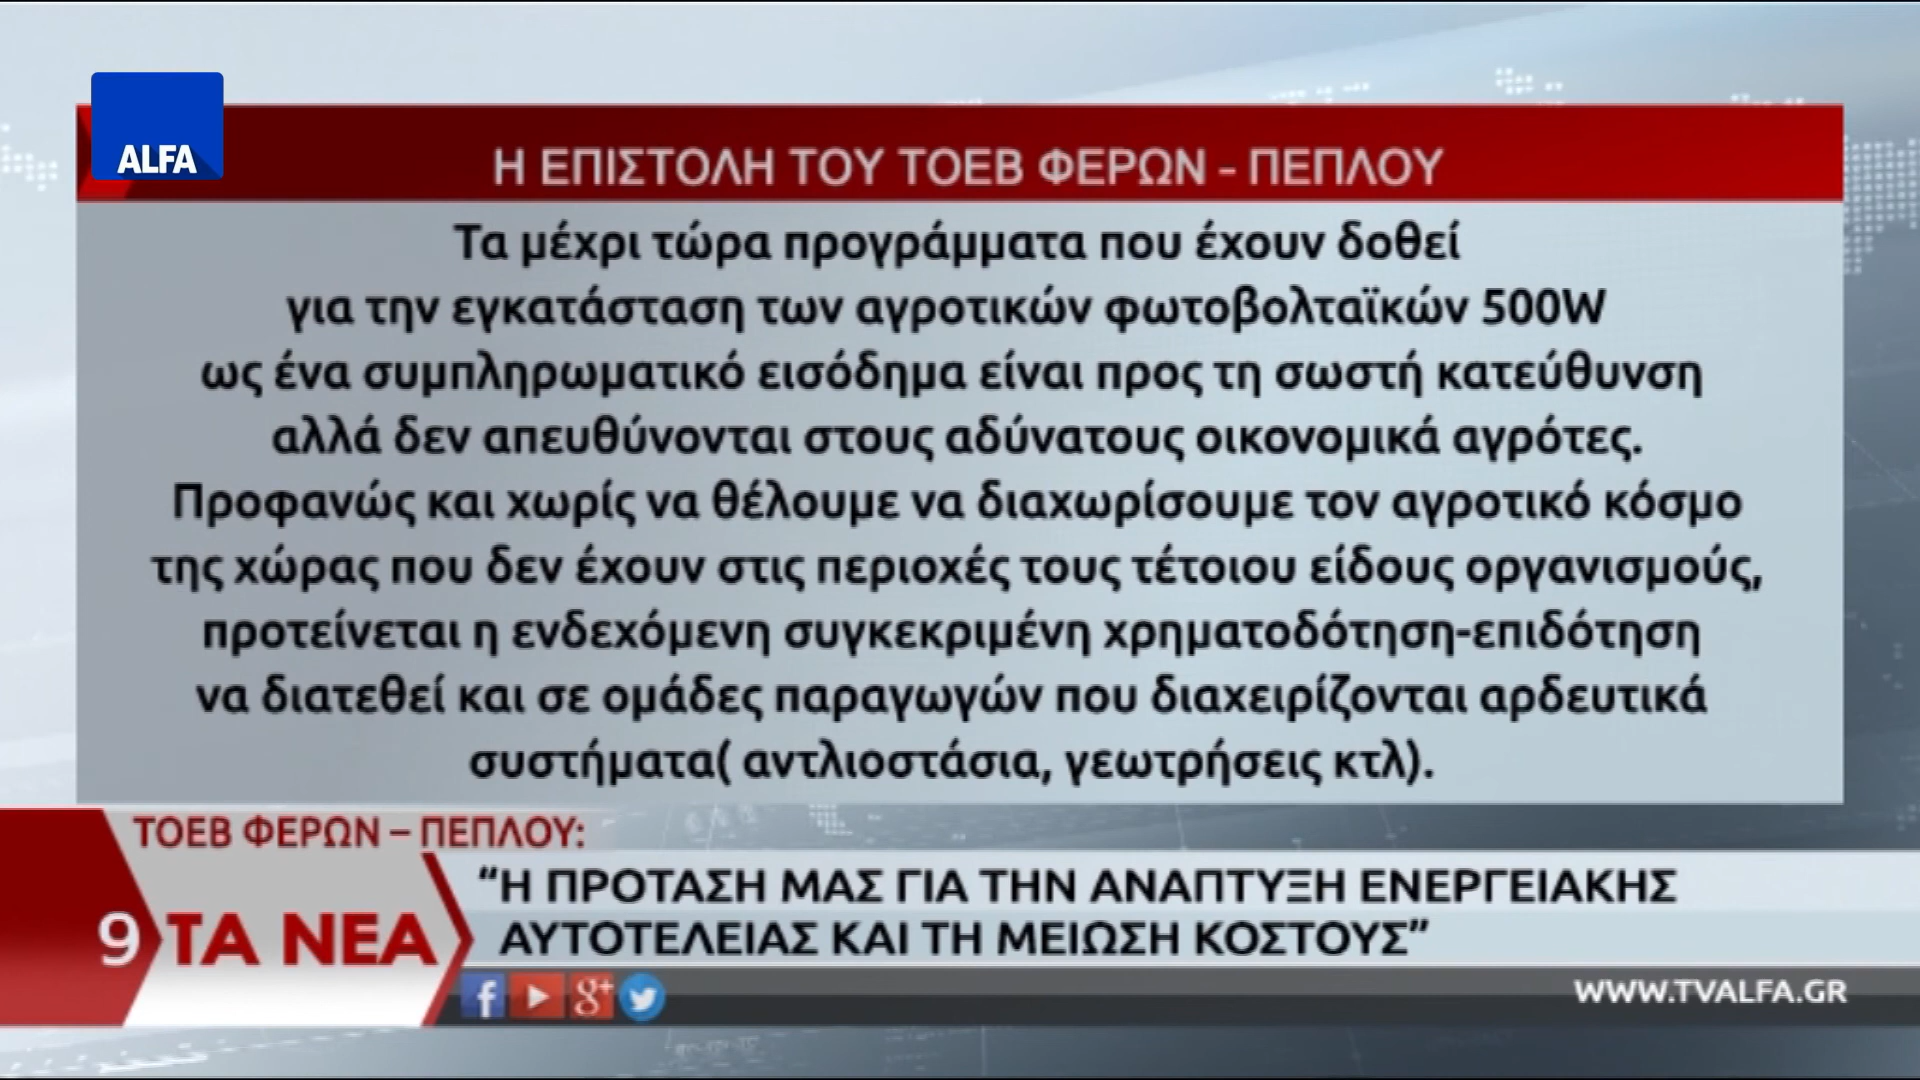 ALFA
Η ΕΠΙΣΤΟΛΗ ΤΟΥ ΤΟΕΒ ΦΕΡΩΝ - ΠΕΠΛΟΥ
Τα μέχρι τώρα προγράμματα που έχουν δοθεί
για την εγκατάσταση των αγροτικών φωτοβολταϊκών 500W
ως ένα συμπληρωματικό εισόδημα είναι προς τη σωστή κατεύθυνση
αλλά δεν απευθύνονται στους αδύνατους οικονομικά αγρότες.
Προφανώς και χωρίς να θέλουμε να διαχωρίσουμε τον αγροτικό κόσμο
της χώρας που δεν έχουν στις περιοχές τους τέτοιου είδους οργανισμούς,
προτείνεται η ενδεχόμενη συγκεκριμένη χρηματοδότηση-επιδότηση
να διατεθεί και σε ομάδες παραγωγών που διαχειρίζονται αρδευτικά
συστήματα( αντλιοστάσια, γεωτρήσεις κτλ).
ΤΟΕΒ ΦΕΡΩΝ – ΠΕΠΛΟΥ:
“Η ΠΡΟΤΑΣΗ ΜΑΣ ΓΙΑ ΤΗΝ ΑΝΑΠΤΥΞΗ ΕΝΕΡΓΕΙΑΚΗΣ
ΑΥΤΟΤΕΛΕΙΑΣ ΚΑΙ ΤΗ ΜΕΙΩΣΗ ΚΟΣΤΟΥΣ”
9 ΤΑ ΝΕΑ
WWW.TVALFA.GR